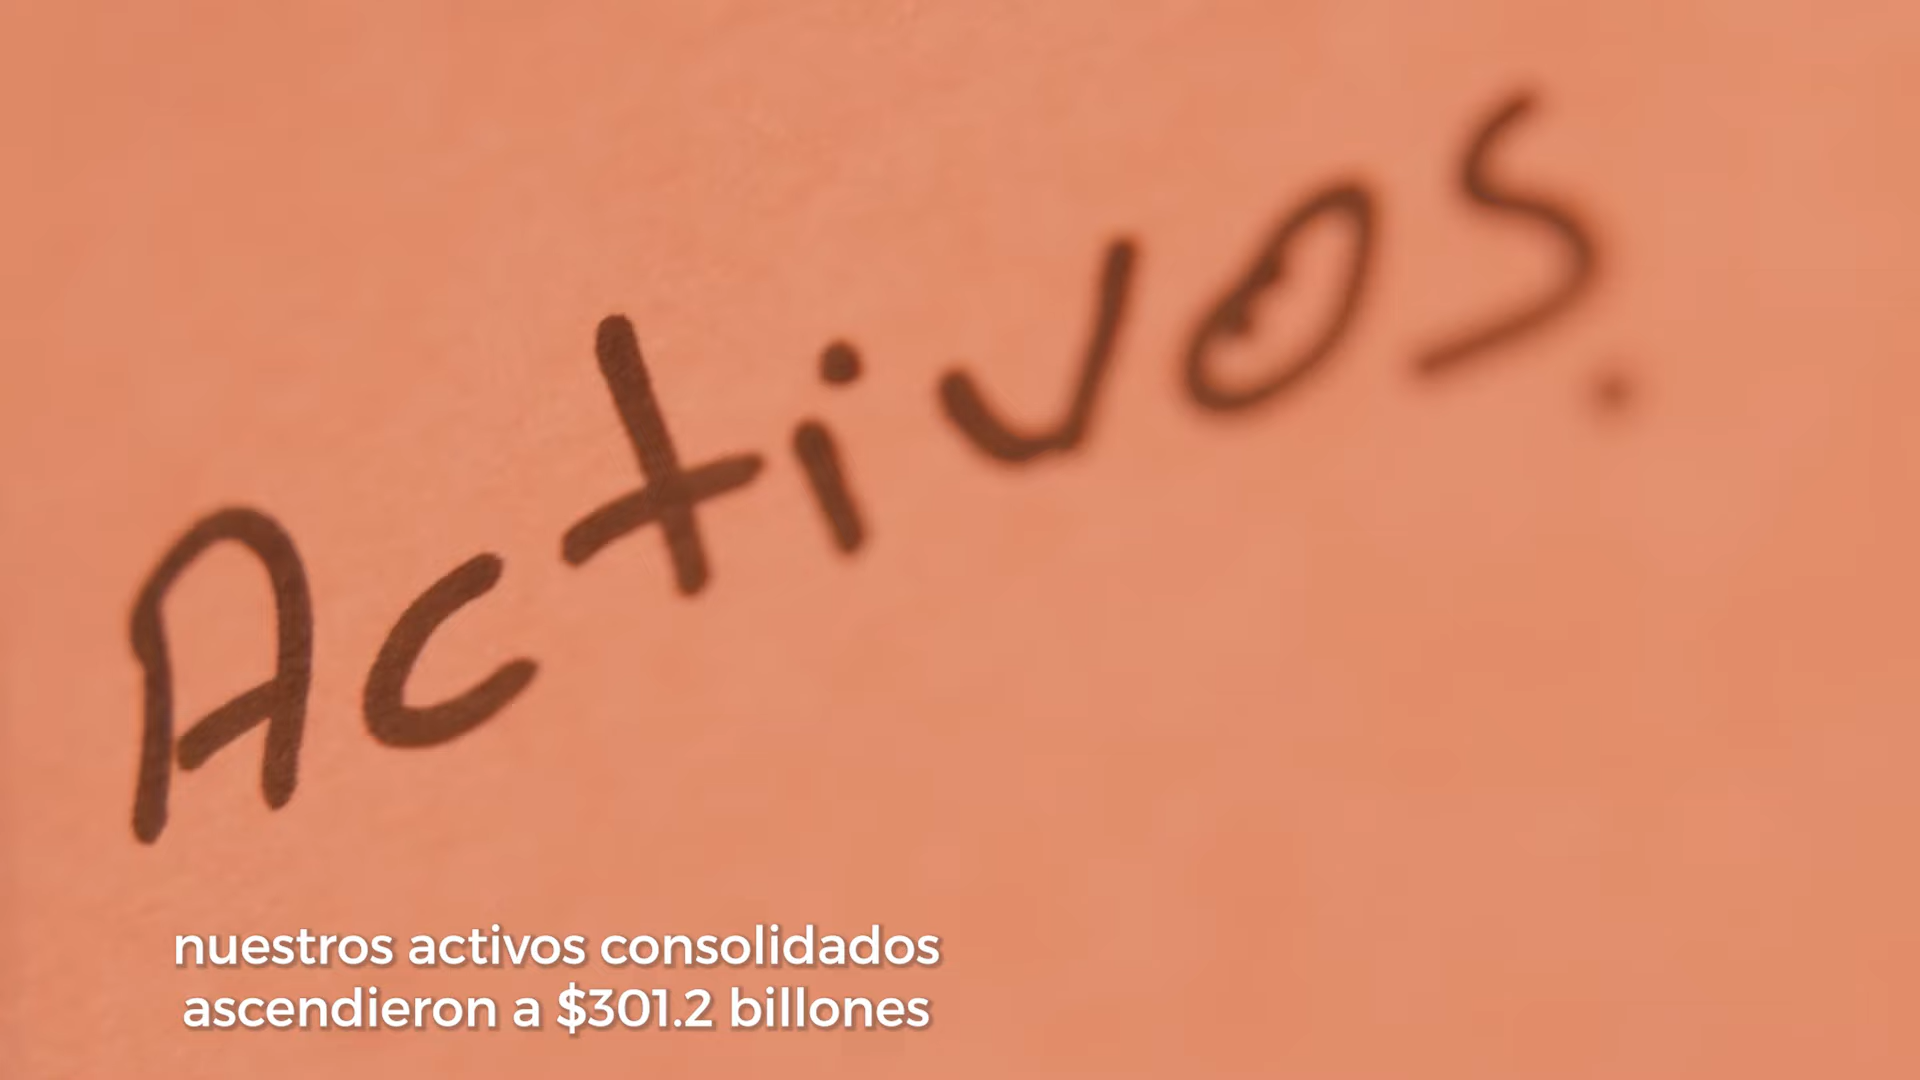 Activos.
nuestros activos consolidados
ascendieron a $301.2 billones